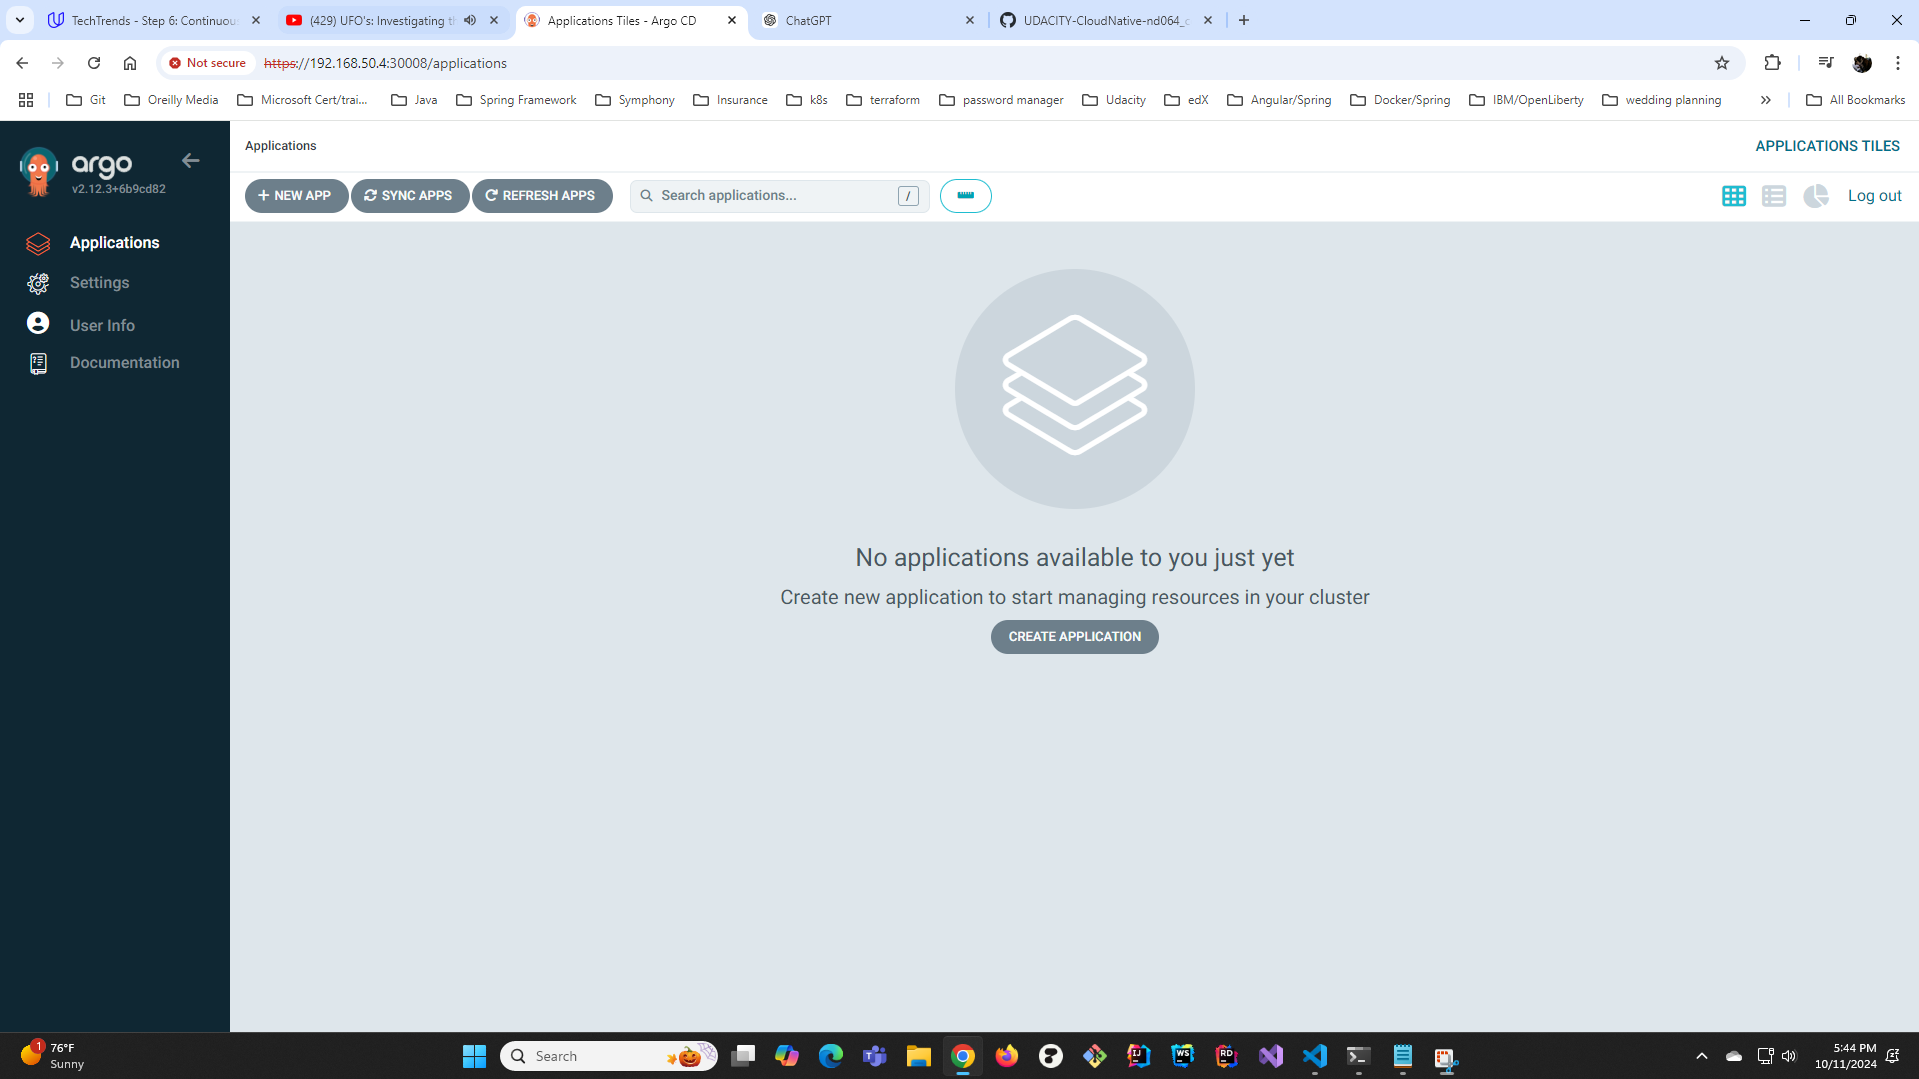 TechTrends - Step 6: Continuou
(429) UFO's: Investigating th
Applications Tiles - Argo CD
ChatGPT
UDACITY-CloudNative-nd064_c
Not secure
https://192.168.50.4:30008/applications
Git
Oreilly Media
Microsoft Cert/trai...
Java
Spring Framework
Symphony
Insurance
k8s
terraform
password manager
Udacity
edX
Angular/Spring
Docker/Spring
IBM/OpenLiberty
wedding planning
All Bookmarks
argo
v2.12.3+6b9cd82
Applications
Settings
User Info
Documentation
Applications
APPLICATIONS TILES
NEW APP
SYNC APPS
REFRESH APPS
Search applications...
/
Log out
No applications available to you just yet
Create new application to start managing resources in your cluster
CREATE APPLICATION
1
76°F
Sunny
Search
IJ
WS
RD
5:44 PM
10/11/2024